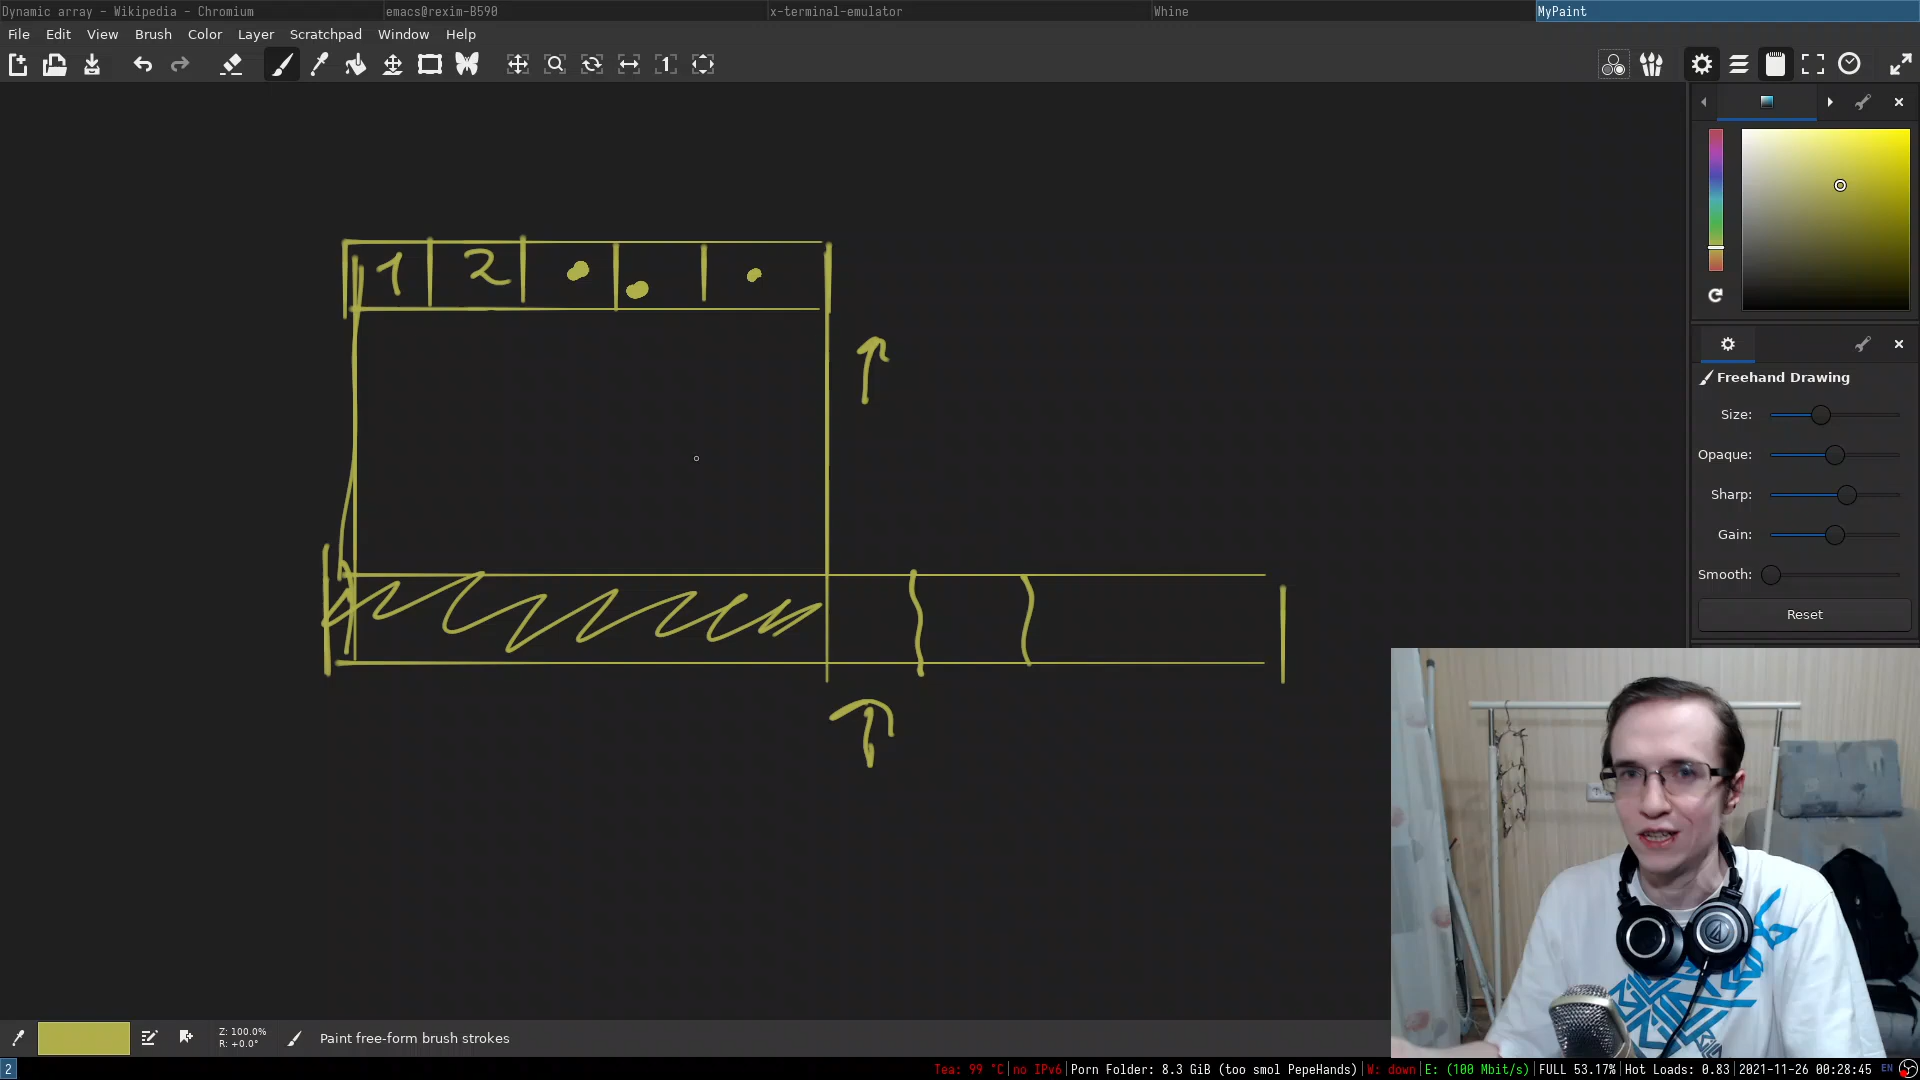 Dynamic array - Wikipedia - Chromium emacs@rexim-B590 x-terminal-emulator Whine MyPaint
File Edit View Brush Color Layer Scratchpad Window Help
1 2
Freehand Drawing
Size:
Opaque:
Sharp:
Gain:
Smooth:
Reset
Z: 100.0%
R: +0.0°
Paint free-form brush strokes
2 Tea: 99 °C|no IPv6|Porn Folder: 8.3 GiB (too smol PepeHands)|W: down|E: (100 Mbit/s)|FULL 53.17%|Hot Loads: 0.83|2021-11-26 00:28:45 EN